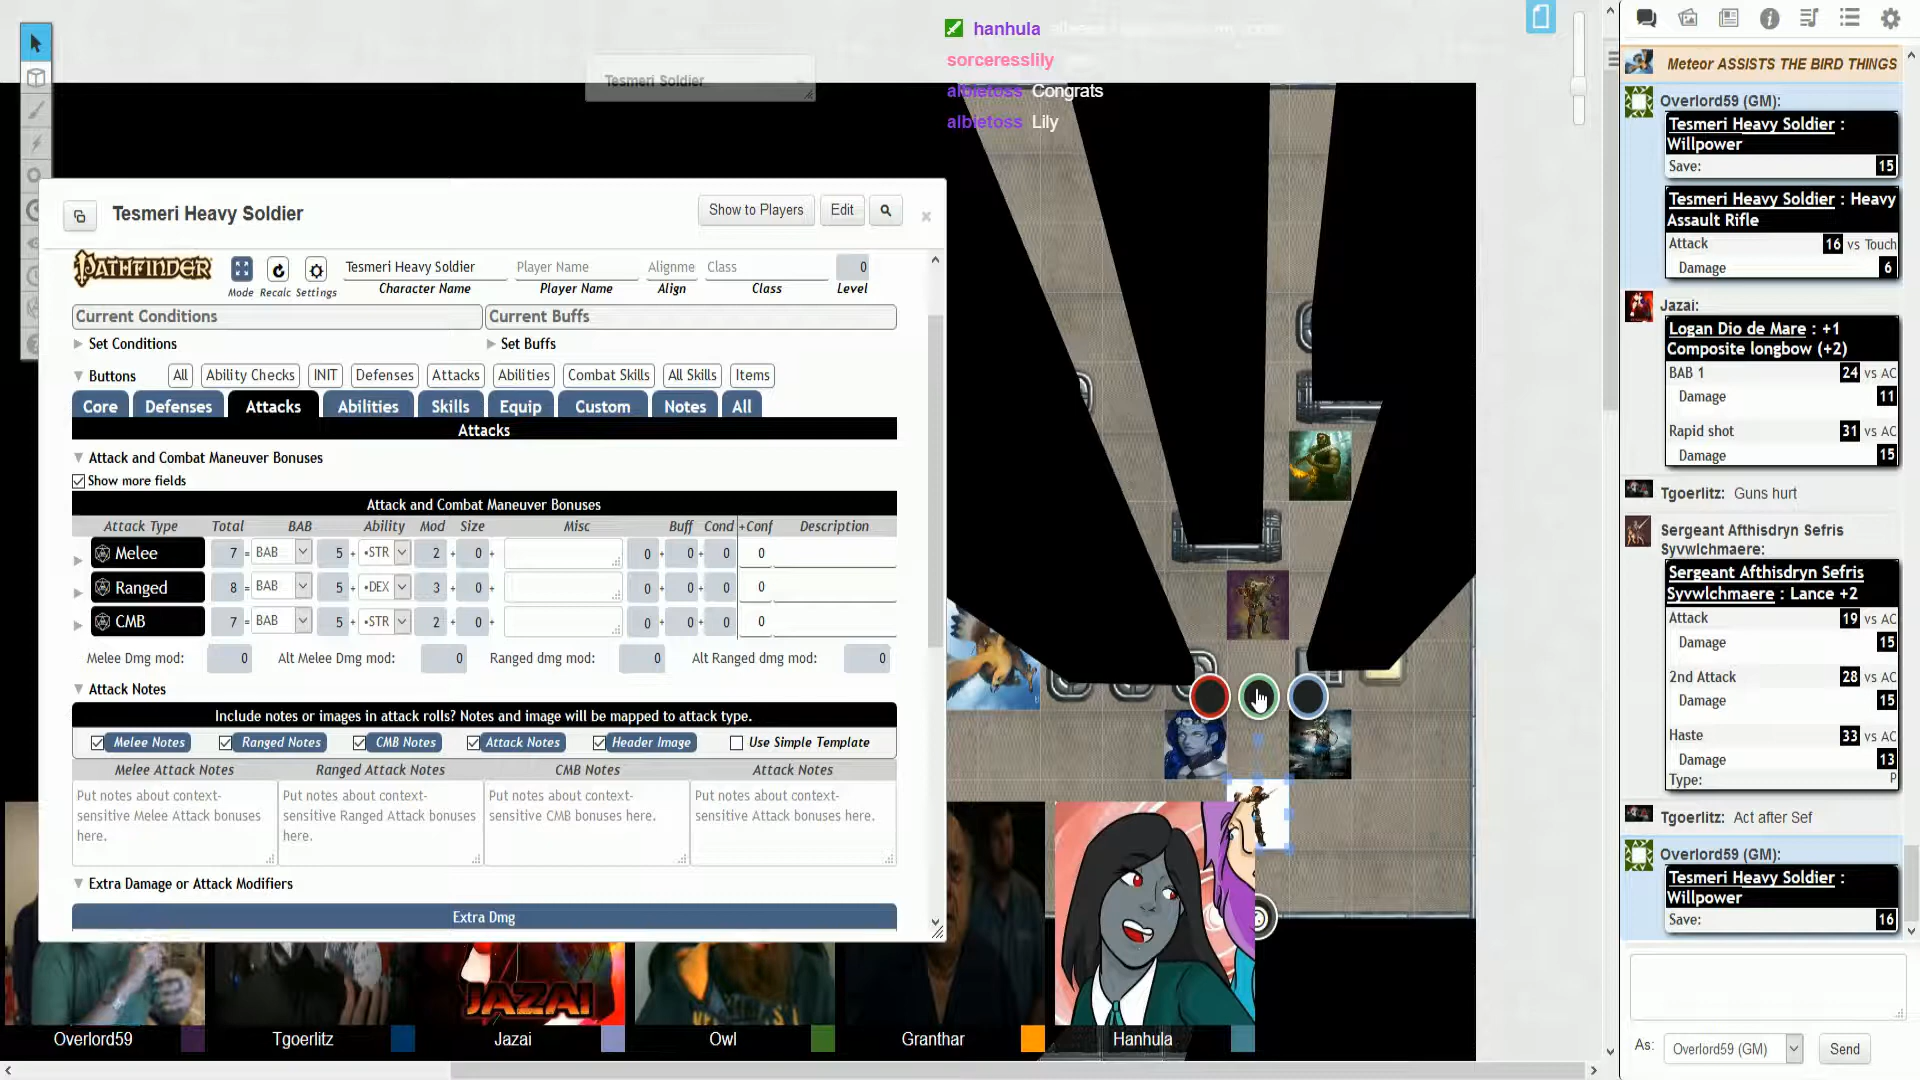 hanhula
sorceresslily
albietoss Congrats
albietoss Lily
Tesmeri Soldier
Tesmeri Heavy Soldier
Show to Players
Edit
PATHFINDER
Mode
Recalc
Settings
Tesmeri Heavy Soldier
Character Name
Player Name
Player Name
Alignme
Align
Class
Class
0
Level
Current Conditions
Current Buffs
Set Conditions
Set Buffs
Buttons All Ability Checks INIT Defenses Attacks Abilities Combat Skills All Skills Items
Core Defenses Attacks Abilities Skills Equip Custom Notes All
Attacks
Attack and Combat Maneuver Bonuses
Show more fields
Attack and Combat Maneuver Bonuses
Attack Type Total BAB Ability Mod Size Misc Buff Cond +Conf Description
Melee 7 = BAB 5 + •STR 2 + 0 + 0 + 0 + 0 0
Ranged 8 = BAB 5 + •DEX 3 + 0 + 0 + 0 + 0 0
CMB 7 = BAB 5 + •STR 2 + 0 + 0 + 0 + 0 0
Melee Dmg mod: 0 Alt Melee Dmg mod: 0 Ranged dmg mod: 0 Alt Ranged dmg mod: 0
Attack Notes
Include notes or images in attack rolls? Notes and image will be mapped to attack type.
Melee Notes Ranged Notes CMB Notes Attack Notes Header Image Use Simple Template
Melee Attack Notes Ranged Attack Notes CMB Notes Attack Notes
Put notes about context-
sensitive Melee Attack bonuses
here.
Put notes about context-
sensitive Ranged Attack bonuses
here.
Put notes about context-
sensitive CMB bonuses here.
Put notes about context-
sensitive Attack bonuses here.
Extra Damage or Attack Modifiers
Extra Dmg
JAZAI
Overlord59
Tgoerlitz
Jazai
Owl
Granthar
Hanhula
Meteor ASSISTS THE BIRD THINGS
Overlord59 (GM):
Tesmeri Heavy Soldier :
Willpower
Save: 15
Tesmeri Heavy Soldier : Heavy
Assault Rifle
Attack 16 vs Touch
Damage 6
Jazai:
Logan Dio de Mare : +1
Composite longbow (+2)
BAB 1 24 vs AC
Damage 11
Rapid shot 31 vs AC
Damage 15
Tgoerlitz: Guns hurt
Sergeant Afthisdryn Sefris
Syvwlchmaere:
Sergeant Afthisdryn Sefris
Syvwlchmaere : Lance +2
Attack 19 vs AC
Damage 15
2nd Attack 28 vs AC
Damage 15
Haste 33 vs AC
Damage 13
Type: P
Tgoerlitz: Act after Sef
Overlord59 (GM):
Tesmeri Heavy Soldier :
Willpower
Save: 16
As: Overlord59 (GM) Send